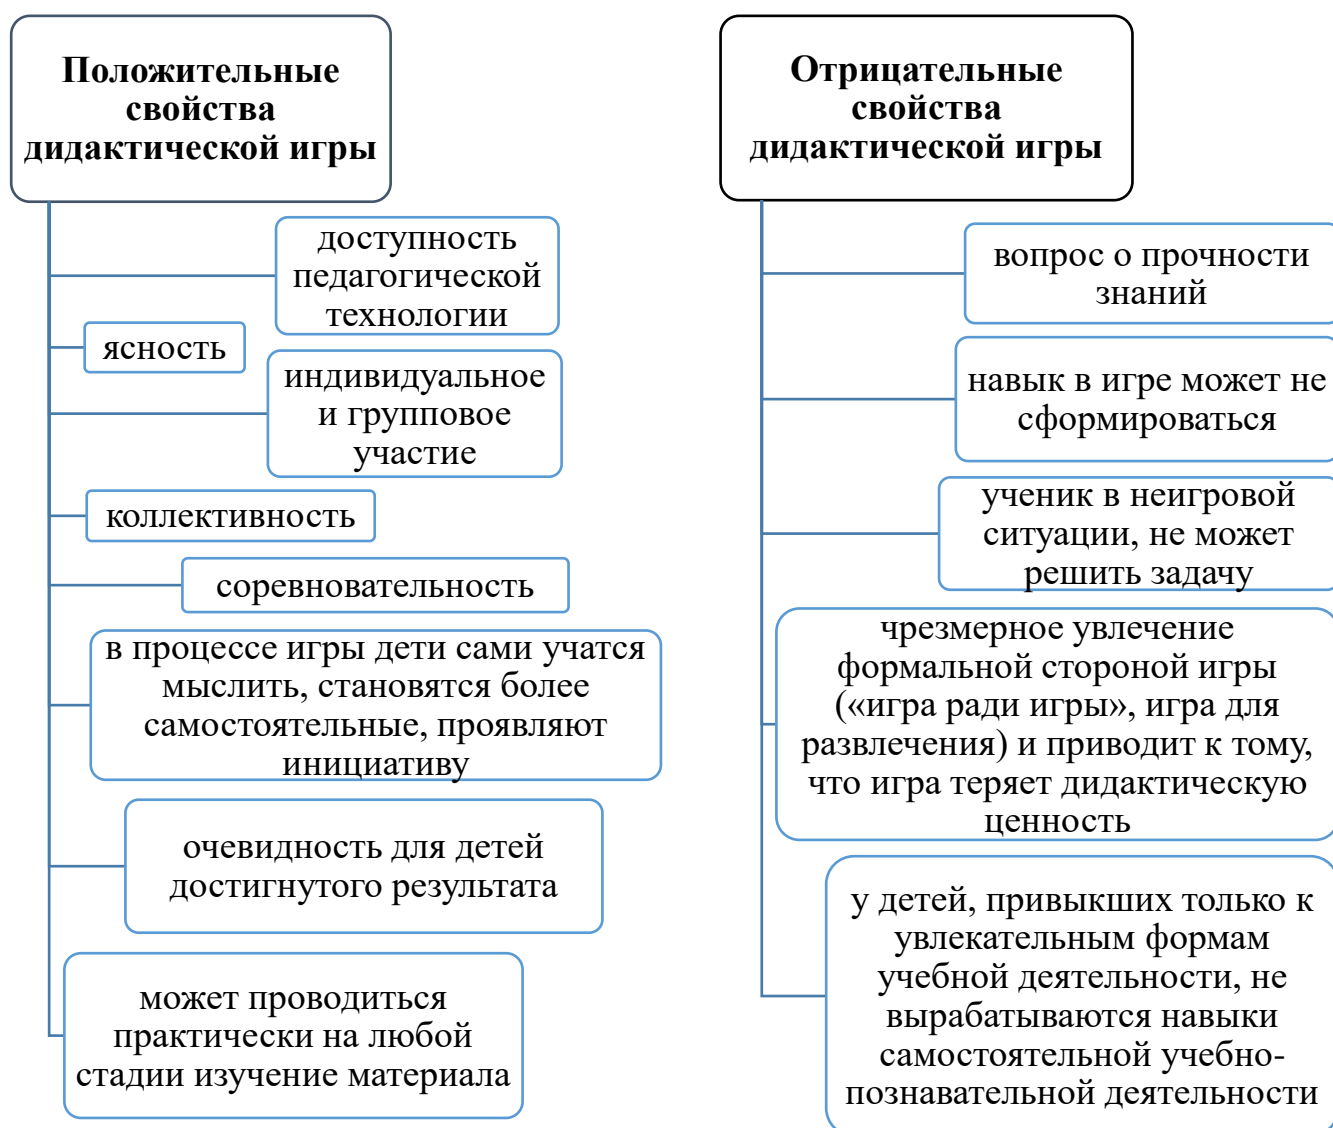 Положительные
свойства
дидактической игры
доступность
педагогической
технологии
ясность
индивидуальное
и групповое
участие
коллективность
соревновательность
в процессе игры дети сами учатся
мыслить, становятся более
самостоятельные, проявляют
инициативу
очевидность для детей
достигнутого результата
может проводиться
практически на любой
стадии изучение материала
Отрицательные
свойства
дидактической игры
вопрос о прочности
знаний
навык в игре может не
сформироваться
ученик в неигровой
ситуации, не может
решить задачу
чрезмерное увлечение
формальной стороной игры
(«игра ради игры», игра для
развлечения) и приводит к тому,
что игра теряет дидактическую
ценность
у детей, привыкших только к
увлекательным формам
учебной деятельности, не
вырабатываются навыки
самостоятельной учебно-
познавательной деятельности